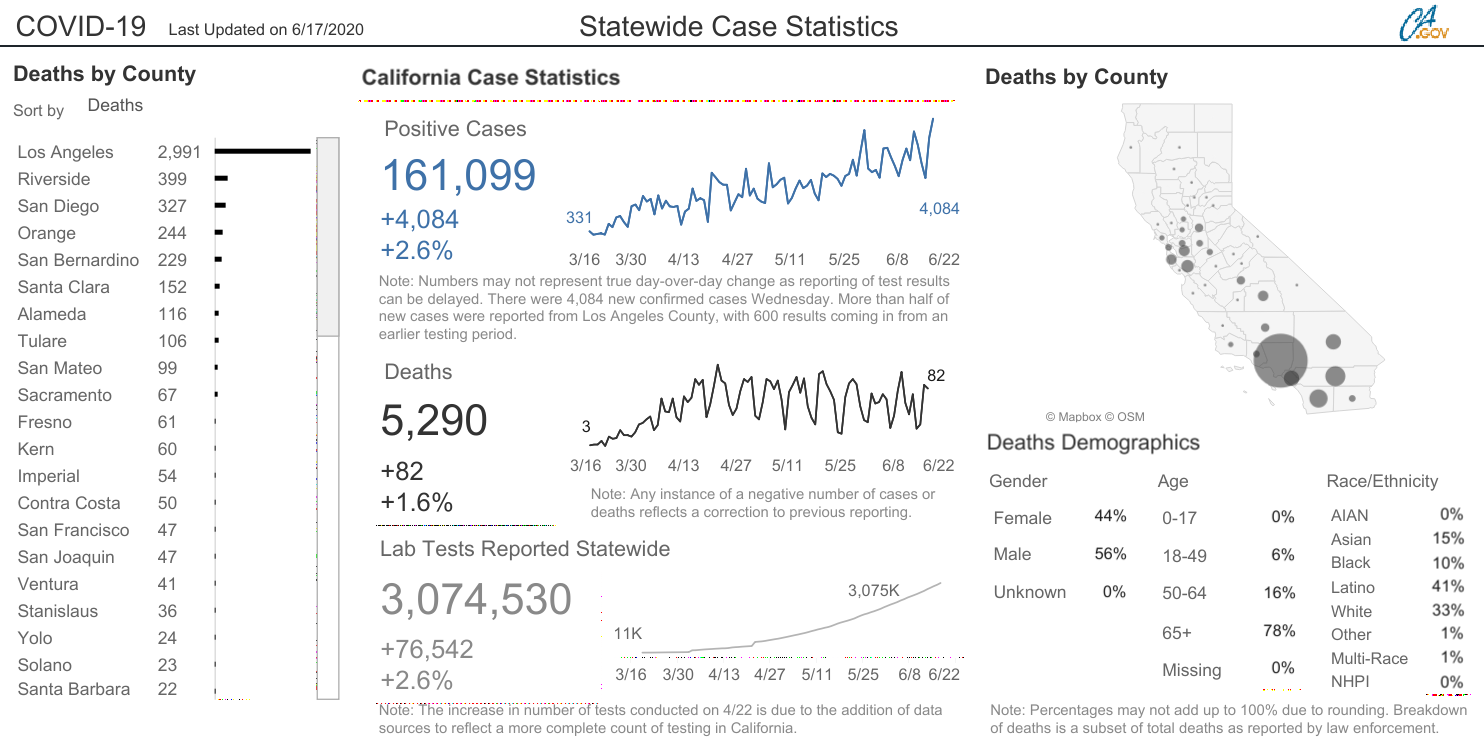 COVID-19 Last Updated on 6/17/2020
Statewide Case Statistics
CA.GOV
Deaths by County
Sort by Deaths
Los Angeles 2,991
Riverside 399
San Diego 327
Orange 244
San Bernardino 229
Santa Clara 152
Alameda 116
Tulare 106
San Mateo 99
Sacramento 67
Fresno 61
Kern 60
Imperial 54
Contra Costa 50
San Francisco 47
San Joaquin 47
Ventura 41
Stanislaus 36
Yolo 24
Solano 23
Santa Barbara 22
California Case Statistics
Positive Cases
161,099
+4,084
+2.6%
331
4,084
3/16 3/30 4/13 4/27 5/11 5/25 6/8 6/22
Note: Numbers may not represent true day-over-day change as reporting of test results
can be delayed. There were 4,084 new confirmed cases Wednesday. More than half of
new cases were reported from Los Angeles County, with 600 results coming in from an
earlier testing period.
Deaths
5,290
+82
+1.6%
3
82
3/16 3/30 4/13 4/27 5/11 5/25 6/8 6/22
Note: Any instance of a negative number of cases or
deaths reflects a correction to previous reporting.
Lab Tests Reported Statewide
3,074,530
+76,542
+2.6%
11K
3,075K
3/16 3/30 4/13 4/27 5/11 5/25 6/8 6/22
Note: The increase in number of tests conducted on 4/22 is due to the addition of data
sources to reflect a more complete count of testing in California.
Deaths by County
© Mapbox © OSM
Deaths Demographics
Gender
Female 44%
Male 56%
Unknown 0%
Age
0-17 0%
18-49 6%
50-64 16%
65+ 78%
Missing 0%
Race/Ethnicity
AIAN 0%
Asian 15%
Black 10%
Latino 41%
White 33%
Other 1%
Multi-Race 1%
NHPI 0%
Note: Percentages may not add up to 100% due to rounding. Breakdown
of deaths is a subset of total deaths as reported by law enforcement.